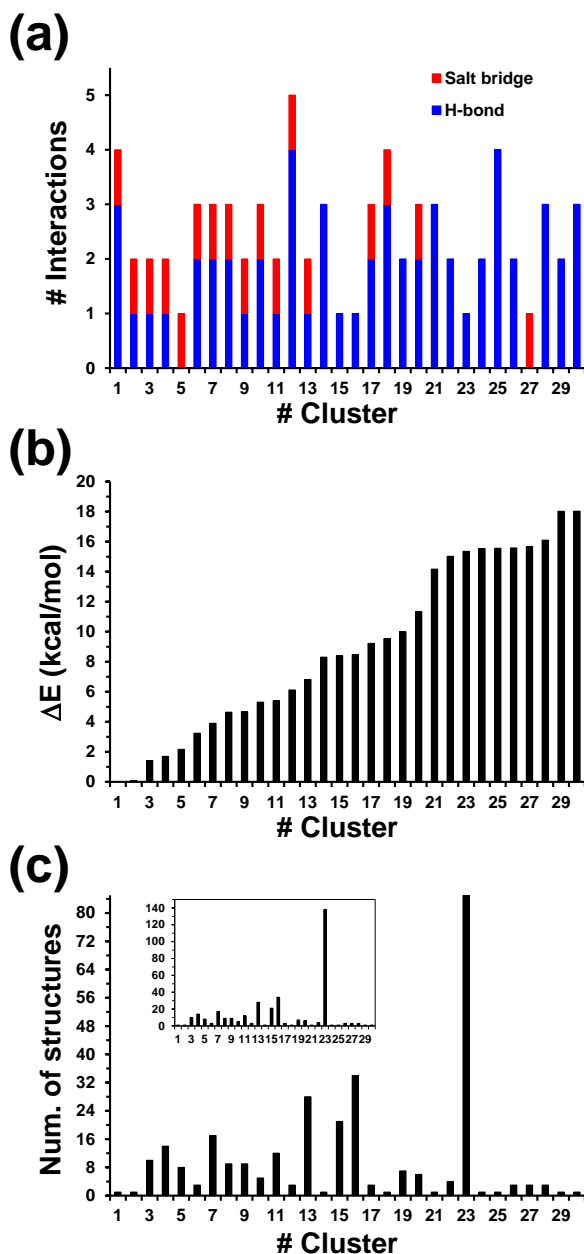 (a)
Salt bridge
H-bond
# Interactions
5
4
3
2
1
0
1 3 5 7 9 11 13 15 17 19 21 23 25 27 29
# Cluster
(b)
ΔE (kcal/mol)
20
18
16
14
12
10
8
6
4
2
0
1 3 5 7 9 11 13 15 17 19 21 23 25 27 29
# Cluster
(c)
Num. of structures
80
72
64
56
48
40
32
24
16
8
0
140
120
100
80
60
40
20
0
1 3 5 7 9 11 13 15 17 19 21 23 25 27 29
1 3 5 7 9 11 13 15 17 19 21 23 25 27 29
# Cluster